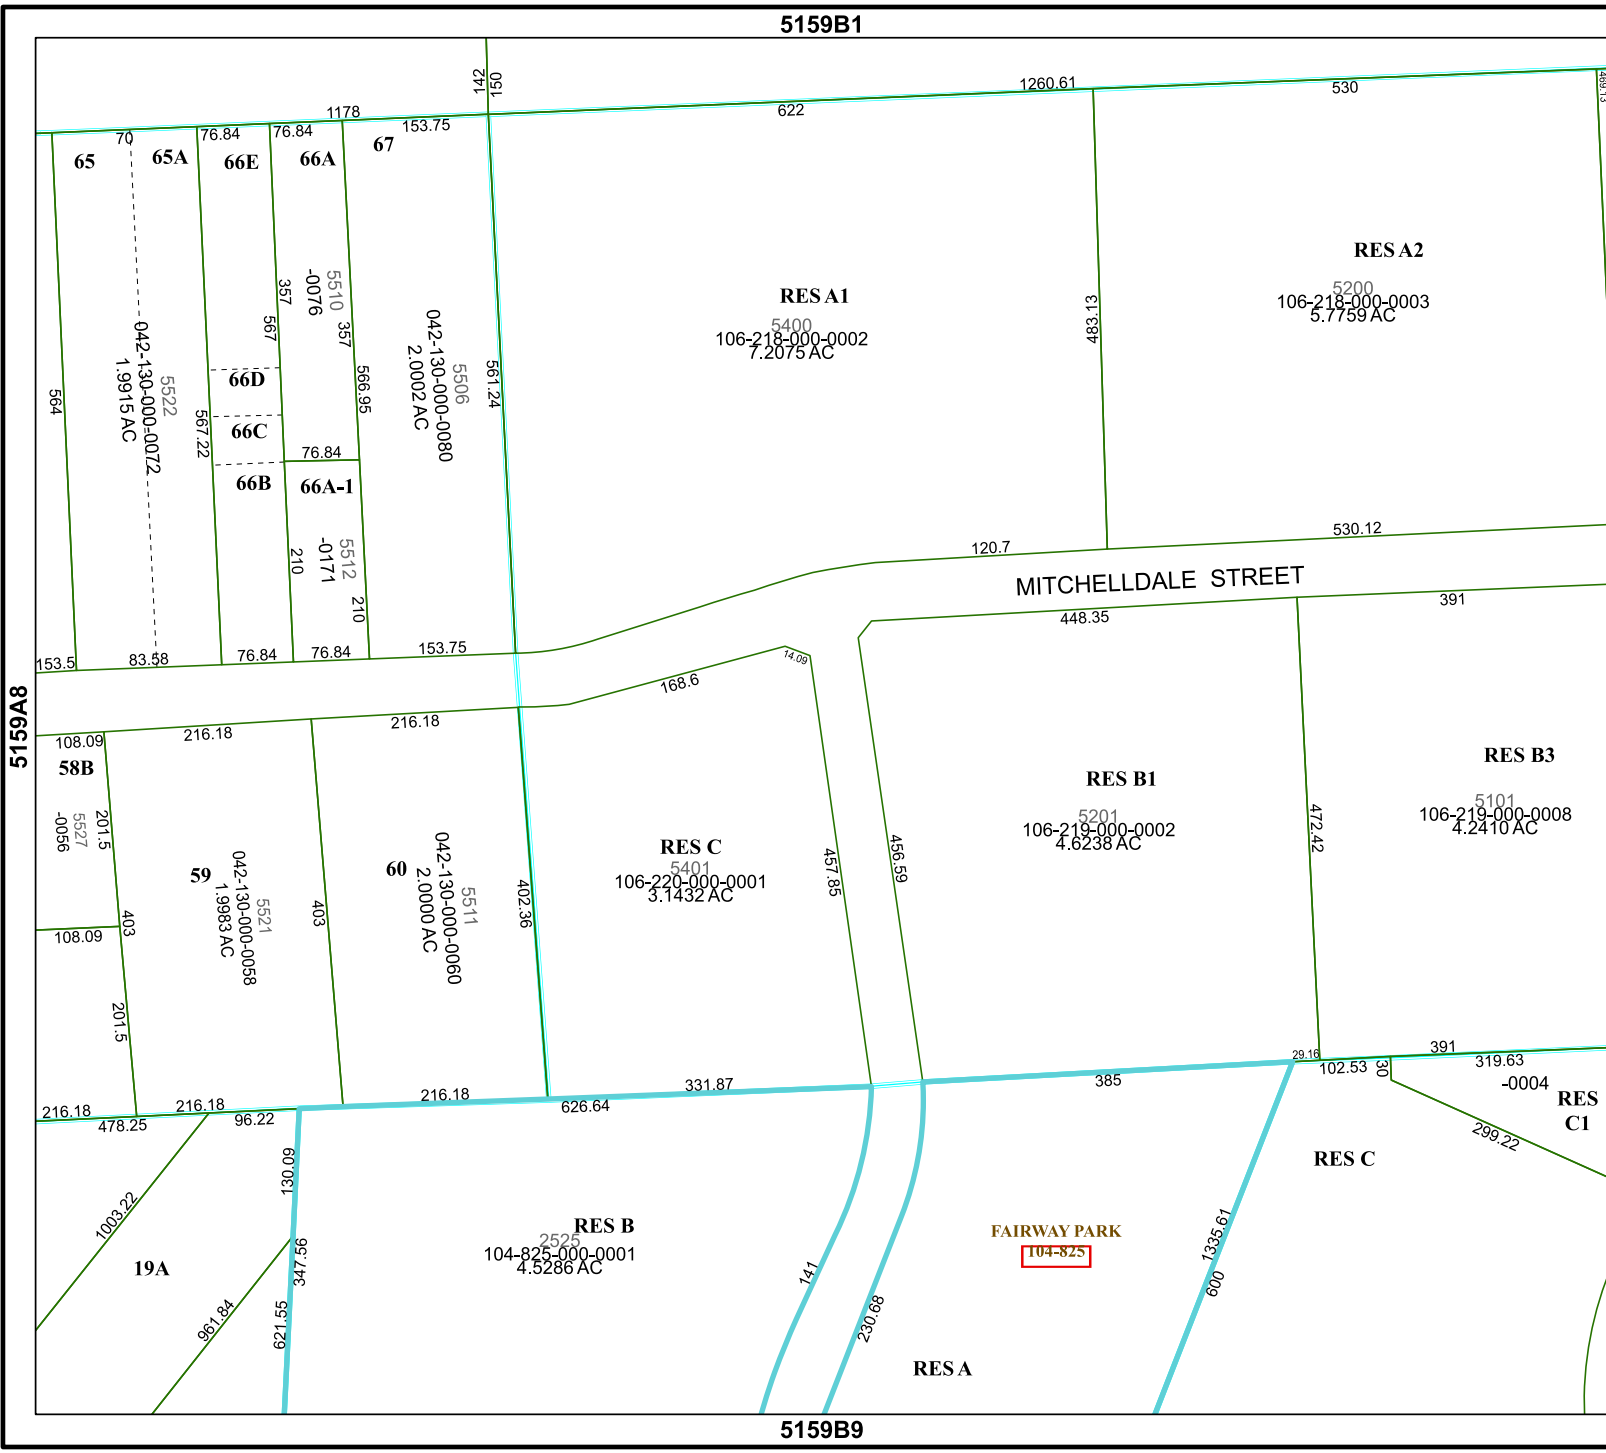 5159B1
142
150
1260.61
530
469.13
622
1178
153.75
70
76.84
76.84
67
65
65A
66E
66A
RES A2
5200
106-218-000-0003
5.7759 AC
RES A1
5400
106-218-000-0002
7.2075 AC
483.13
357
567
5510
-0076
357
566.95
5506
042-130-000-0080
2.0002 AC
561.24
5522
042-130-000-0072
1.9915 AC
564
567.22
66D
66C
66B
76.84
66A-1
5512
-0171
210
210
530.12
120.7
MITCHELLDALE STREET
448.35
391
153.5
83.58
76.84
76.84
153.75
14.09
168.6
5159A8
108.09
216.18
216.18
58B
201.5
5527
-0056
RES B3
5101
106-219-000-0008
4.2410 AC
RES B1
5201
106-219-000-0002
4.6238 AC
472.42
RES C
5401
106-220-000-0001
3.1432 AC
457.85
456.59
59
5521
042-130-000-0058
1.9983 AC
60
5511
042-130-000-0060
2.0000 AC
402.36
403
403
108.09
201.5
29.16
391
102.53
30
319.63
-0004
RES
C1
385
331.87
216.18
626.64
216.18
216.18
478.25
96.22
299.22
RES C
130.09
1003.22
RES B
2525
104-825-000-0001
4.5286 AC
FAIRWAY PARK
104-825
1335.61
600
19A
347.56
141
230.68
961.84
621.55
RES A
5159B9